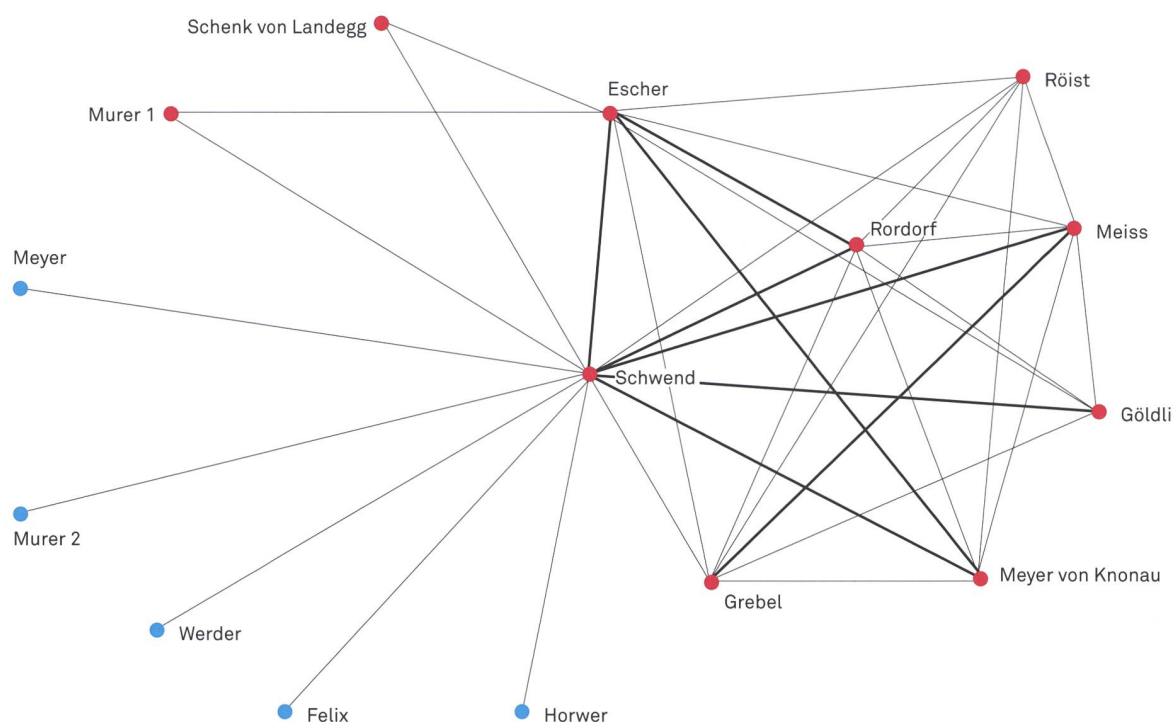 Schenk von Landegg
Röist
Escher
Murer 1
Rordorf
Meiss
Meyer
Schwend
Göldli
Murer 2
Meyer von Knonau
Grebel
Werder
Felix
Horwer